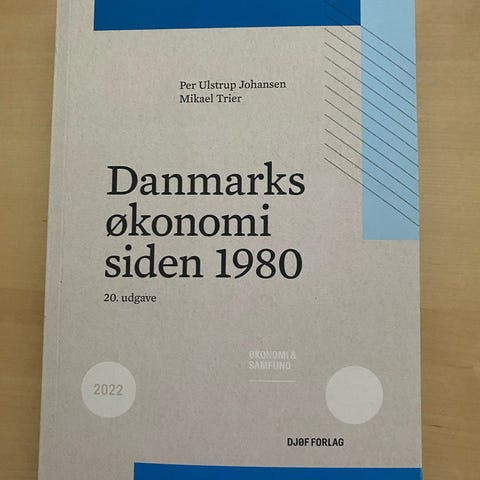 Per Ulstrup Johansen
Mikael Trier
Danmarks
økonomi
siden 1980
20. udgave
ØKONOMI &
SAMFUND
2022
DJØF FORLAG